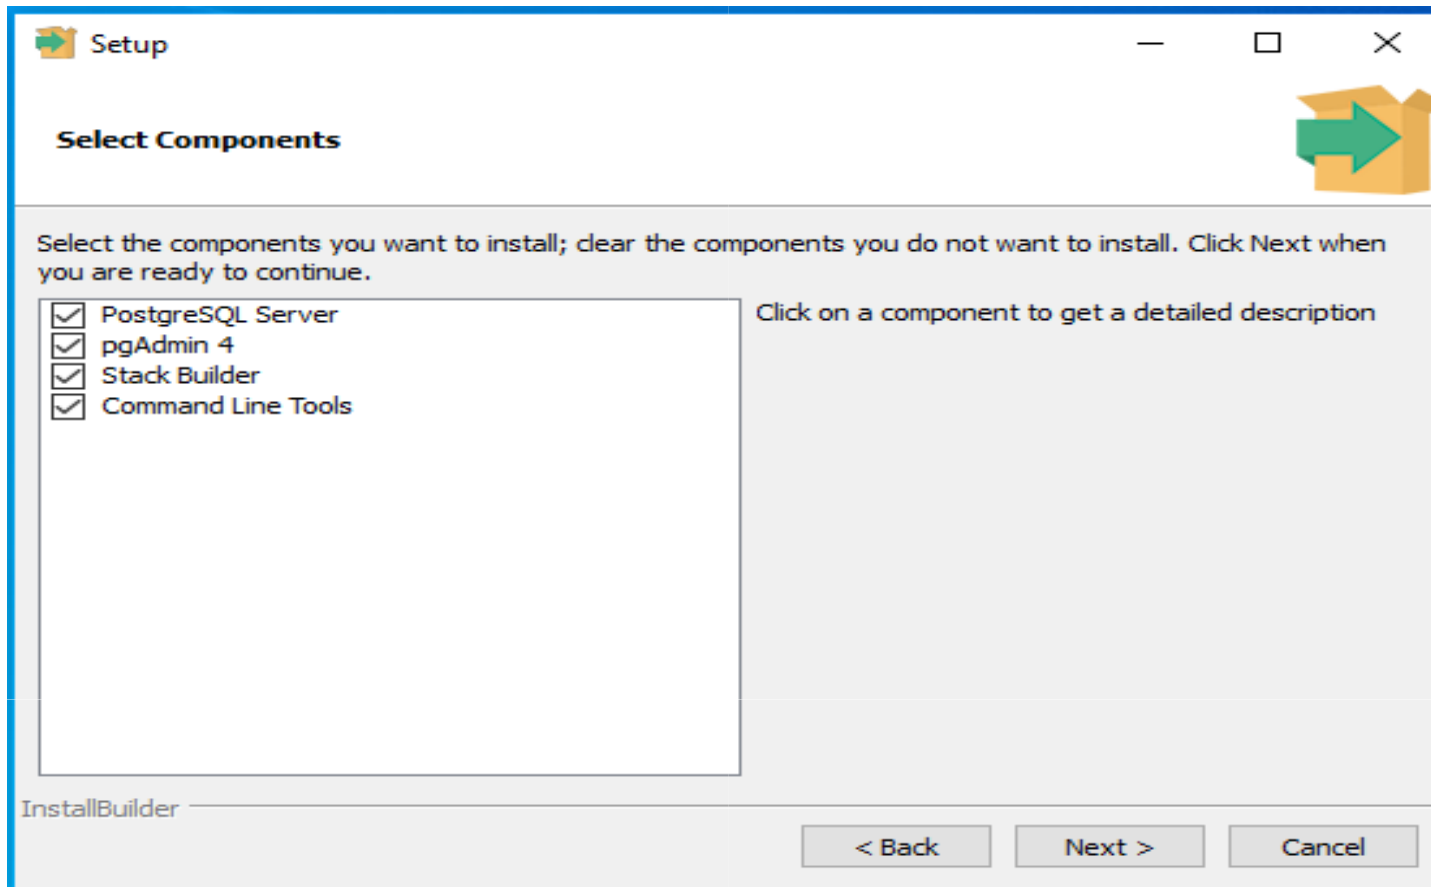 Setup
Select Components
Select the components you want to install; clear the components you do not want to install. Click Next when
you are ready to continue.
PostgreSQL Server
pgAdmin 4
Stack Builder
Command Line Tools
Click on a component to get a detailed description
InstallBuilder
< Back
Next >
Cancel